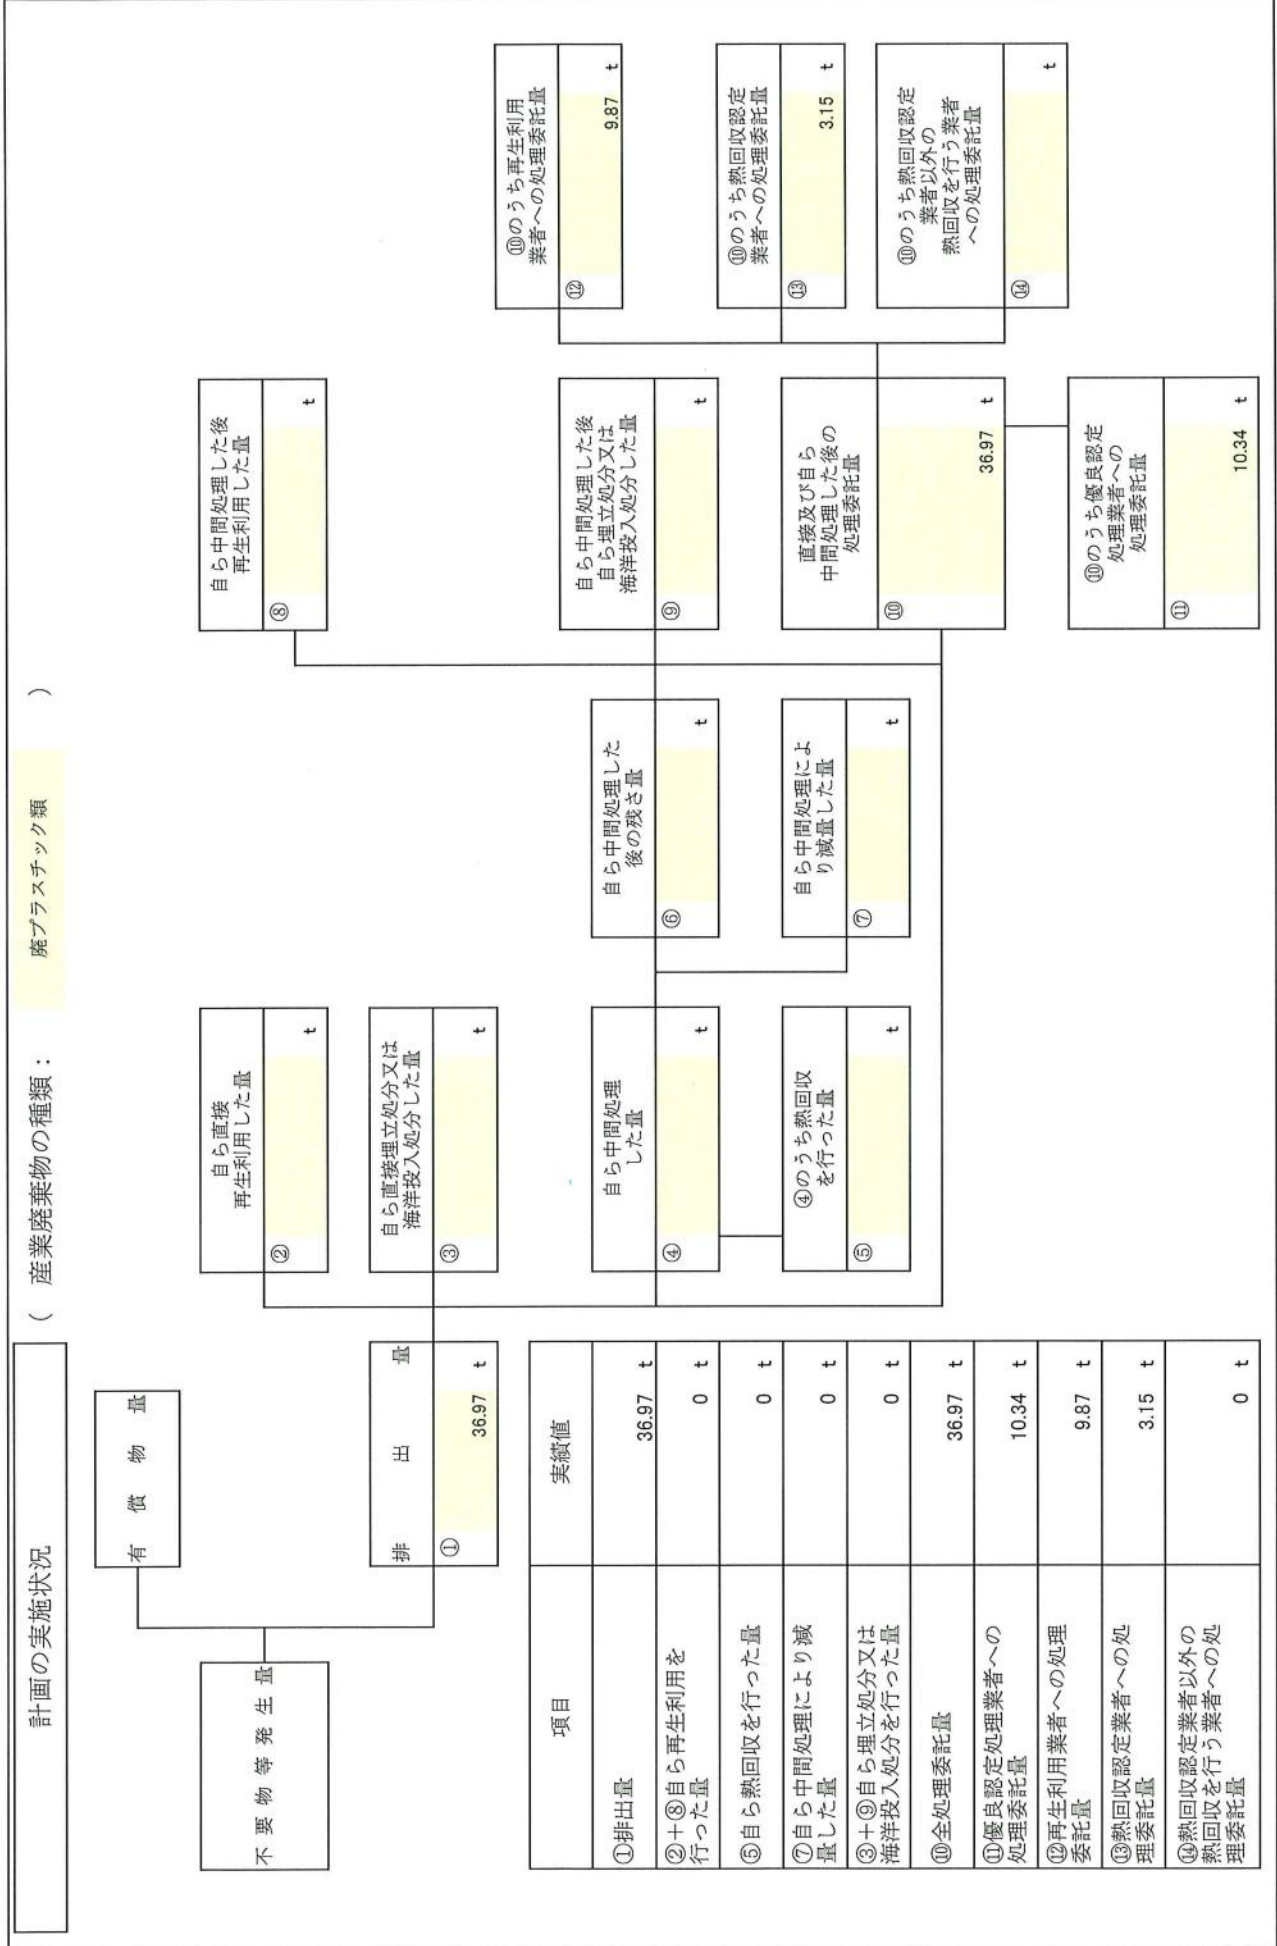 計画の実施状況
( 産業廃棄物の種類： 廃プラスチック類 )
不要物等発生量
有償物量
排出量
① 36.97 t
自ら直接
再生利用した量
② t
自ら直接埋立処分又は
海洋投入処分した量
③ t
自ら中間処理
した量
④ t
④のうち熱回収
を行った量
⑤ t
自ら中間処理した
後の残さ量
⑥ t
自ら中間処理によ
り減量した量
⑦ t
自ら中間処理した後
再生利用した量
⑧ t
自ら中間処理した後
自ら埋立処分又は
海洋投入処分した量
⑨ t
直接及び自ら
中間処理した後の
処理委託量
⑩ 36.97 t
⑩のうち優良認定
処理業者への
処理委託量
⑪ 10.34 t
⑩のうち再生利用
業者への処理委託量
⑫ 9.87 t
⑩のうち熱回収認定
業者への処理委託量
⑬ 3.15 t
⑩のうち熱回収認定
業者以外の
熱回収を行う業者
への処理委託量
⑭ t
項目 実績値
①排出量 36.97 t
②＋⑧自ら再生利用を
行った量 0 t
⑤自ら熱回収を行った量 0 t
⑦自ら中間処理により減
量した量 0 t
③＋⑨自ら埋立処分又は
海洋投入処分を行った量 0 t
⑩全処理委託量 36.97 t
⑪優良認定処理業者への
処理委託量 10.34 t
⑫再生利用業者への処理
委託量 9.87 t
⑬熱回収認定業者への処
理委託量 3.15 t
⑭熱回収認定業者以外の
熱回収を行う業者への処
理委託量 0 t